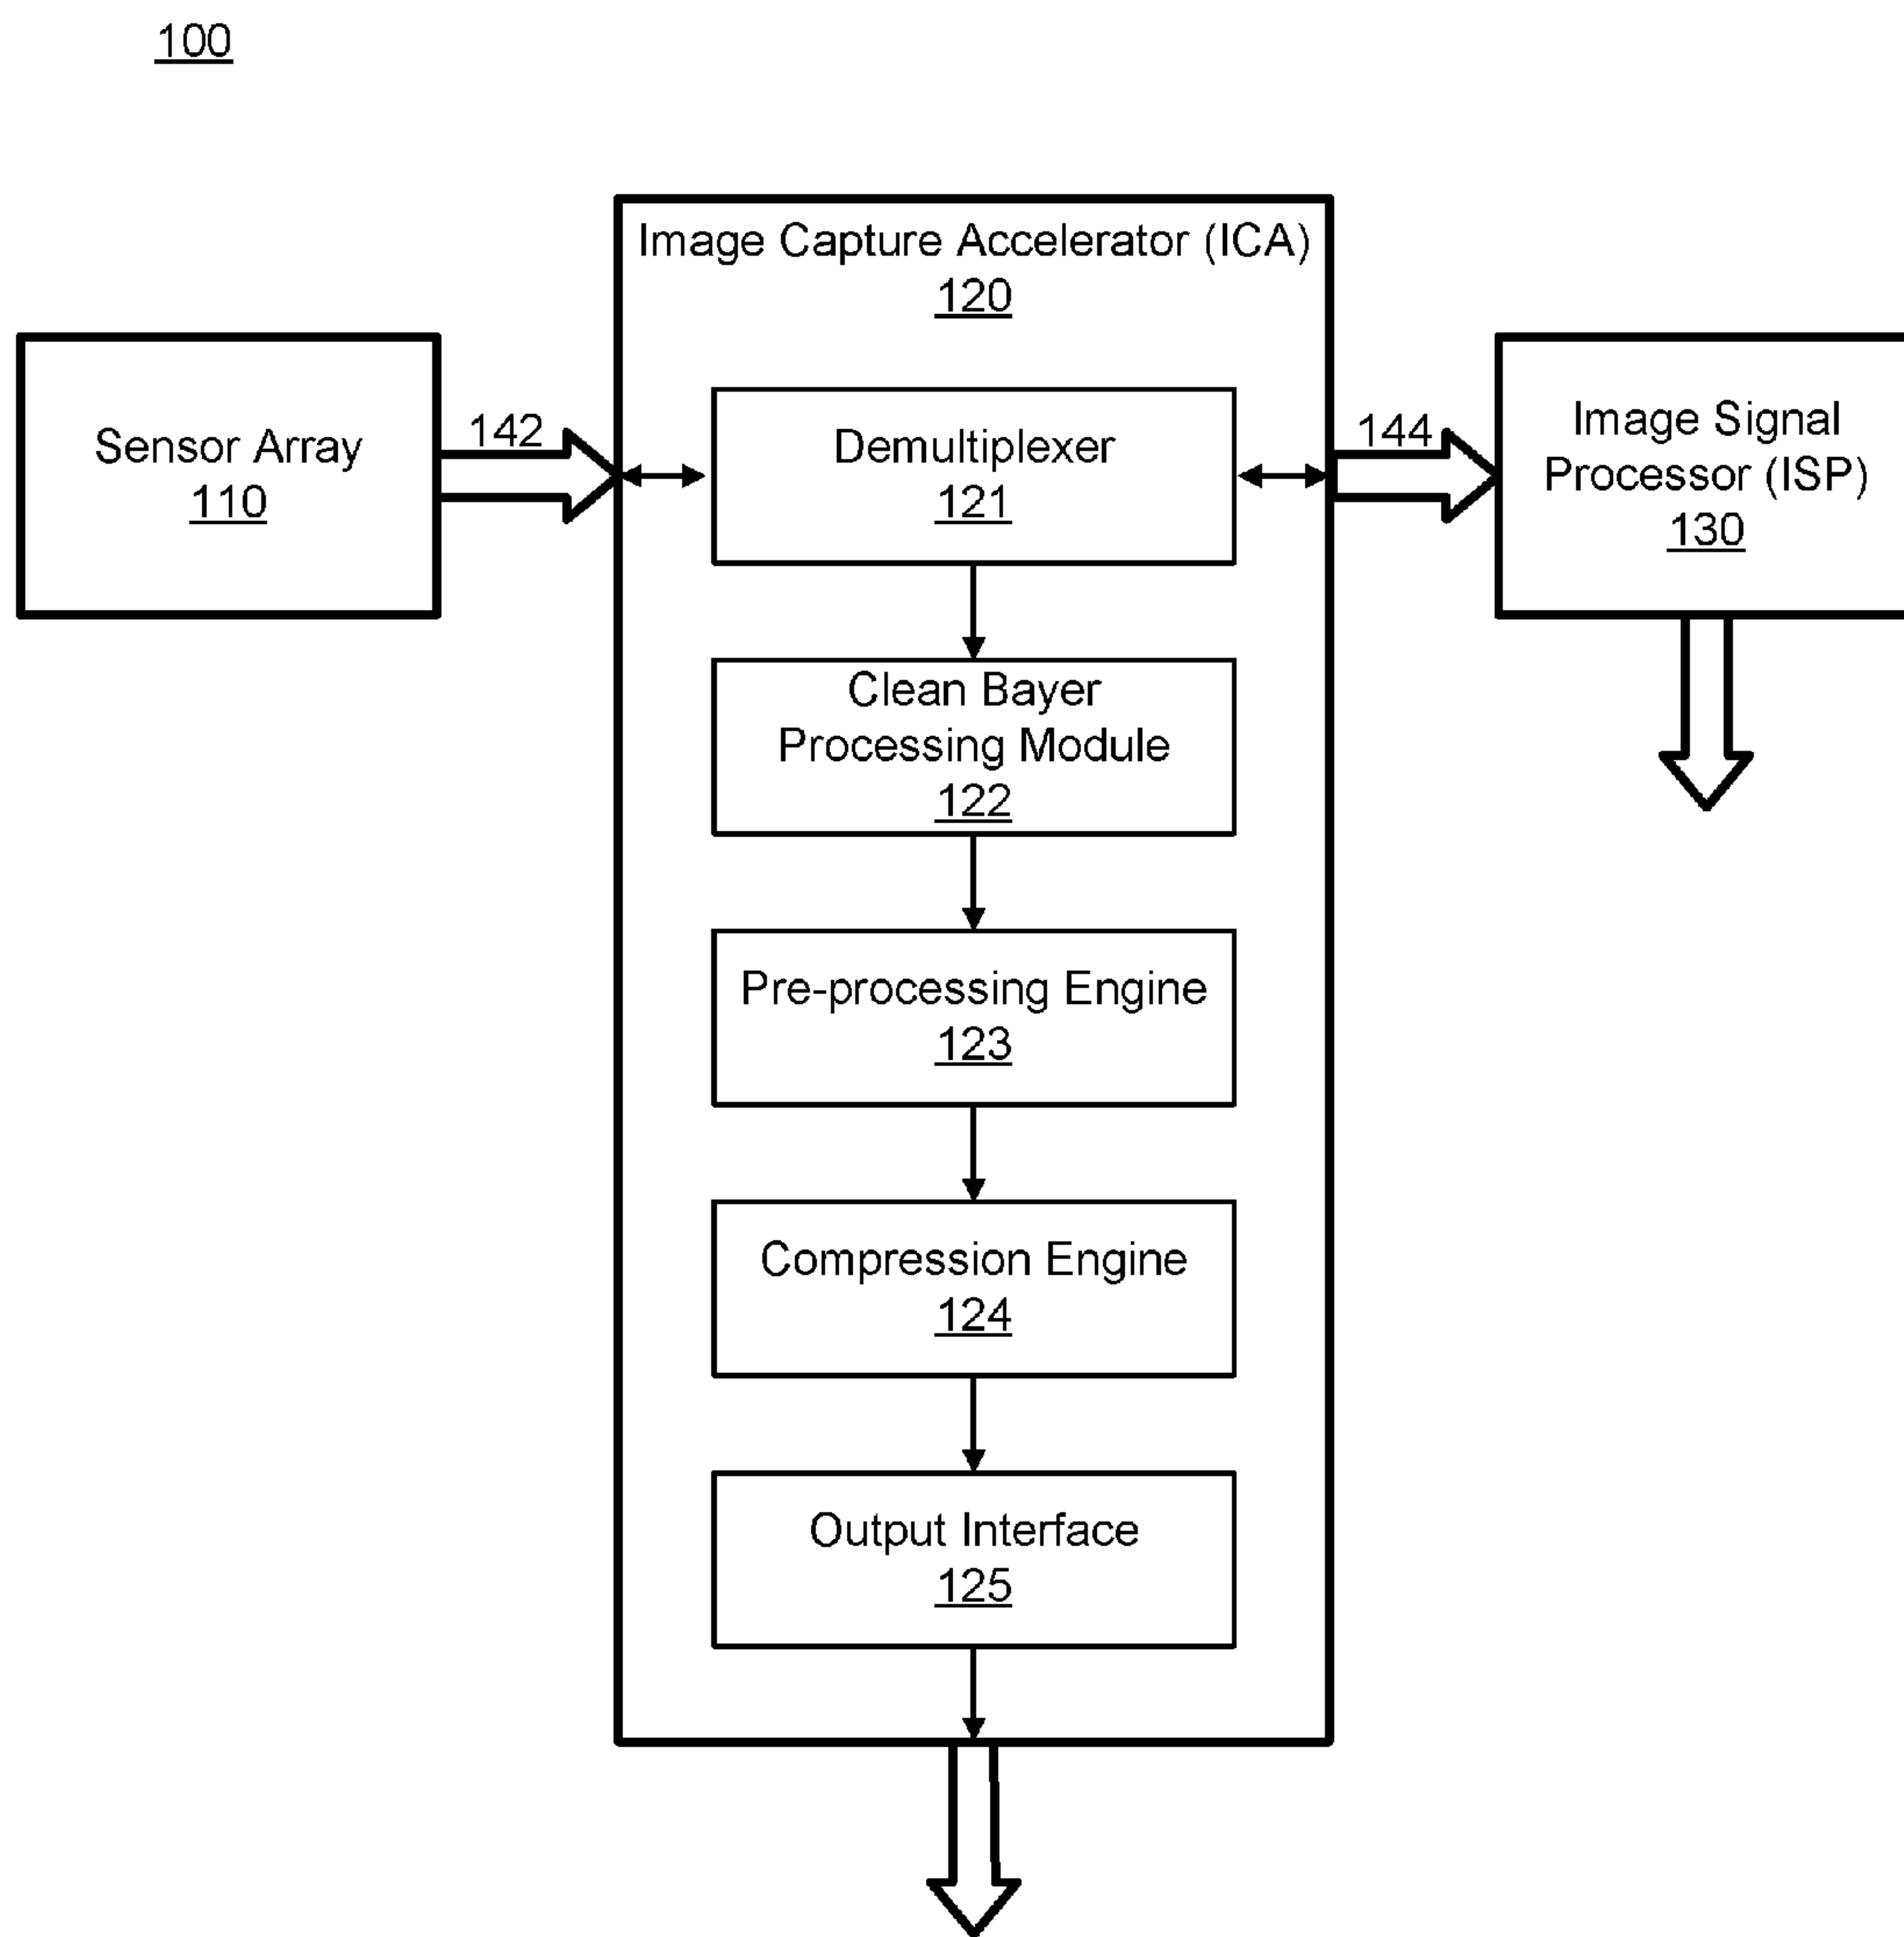 100
Image Capture Accelerator (ICA)
120
Sensor Array
110
142
Demultiplexer
121
144
Image Signal
Processor (ISP)
130
Clean Bayer
Processing Module
122
Pre-processing Engine
123
Compression Engine
124
Output Interface
125